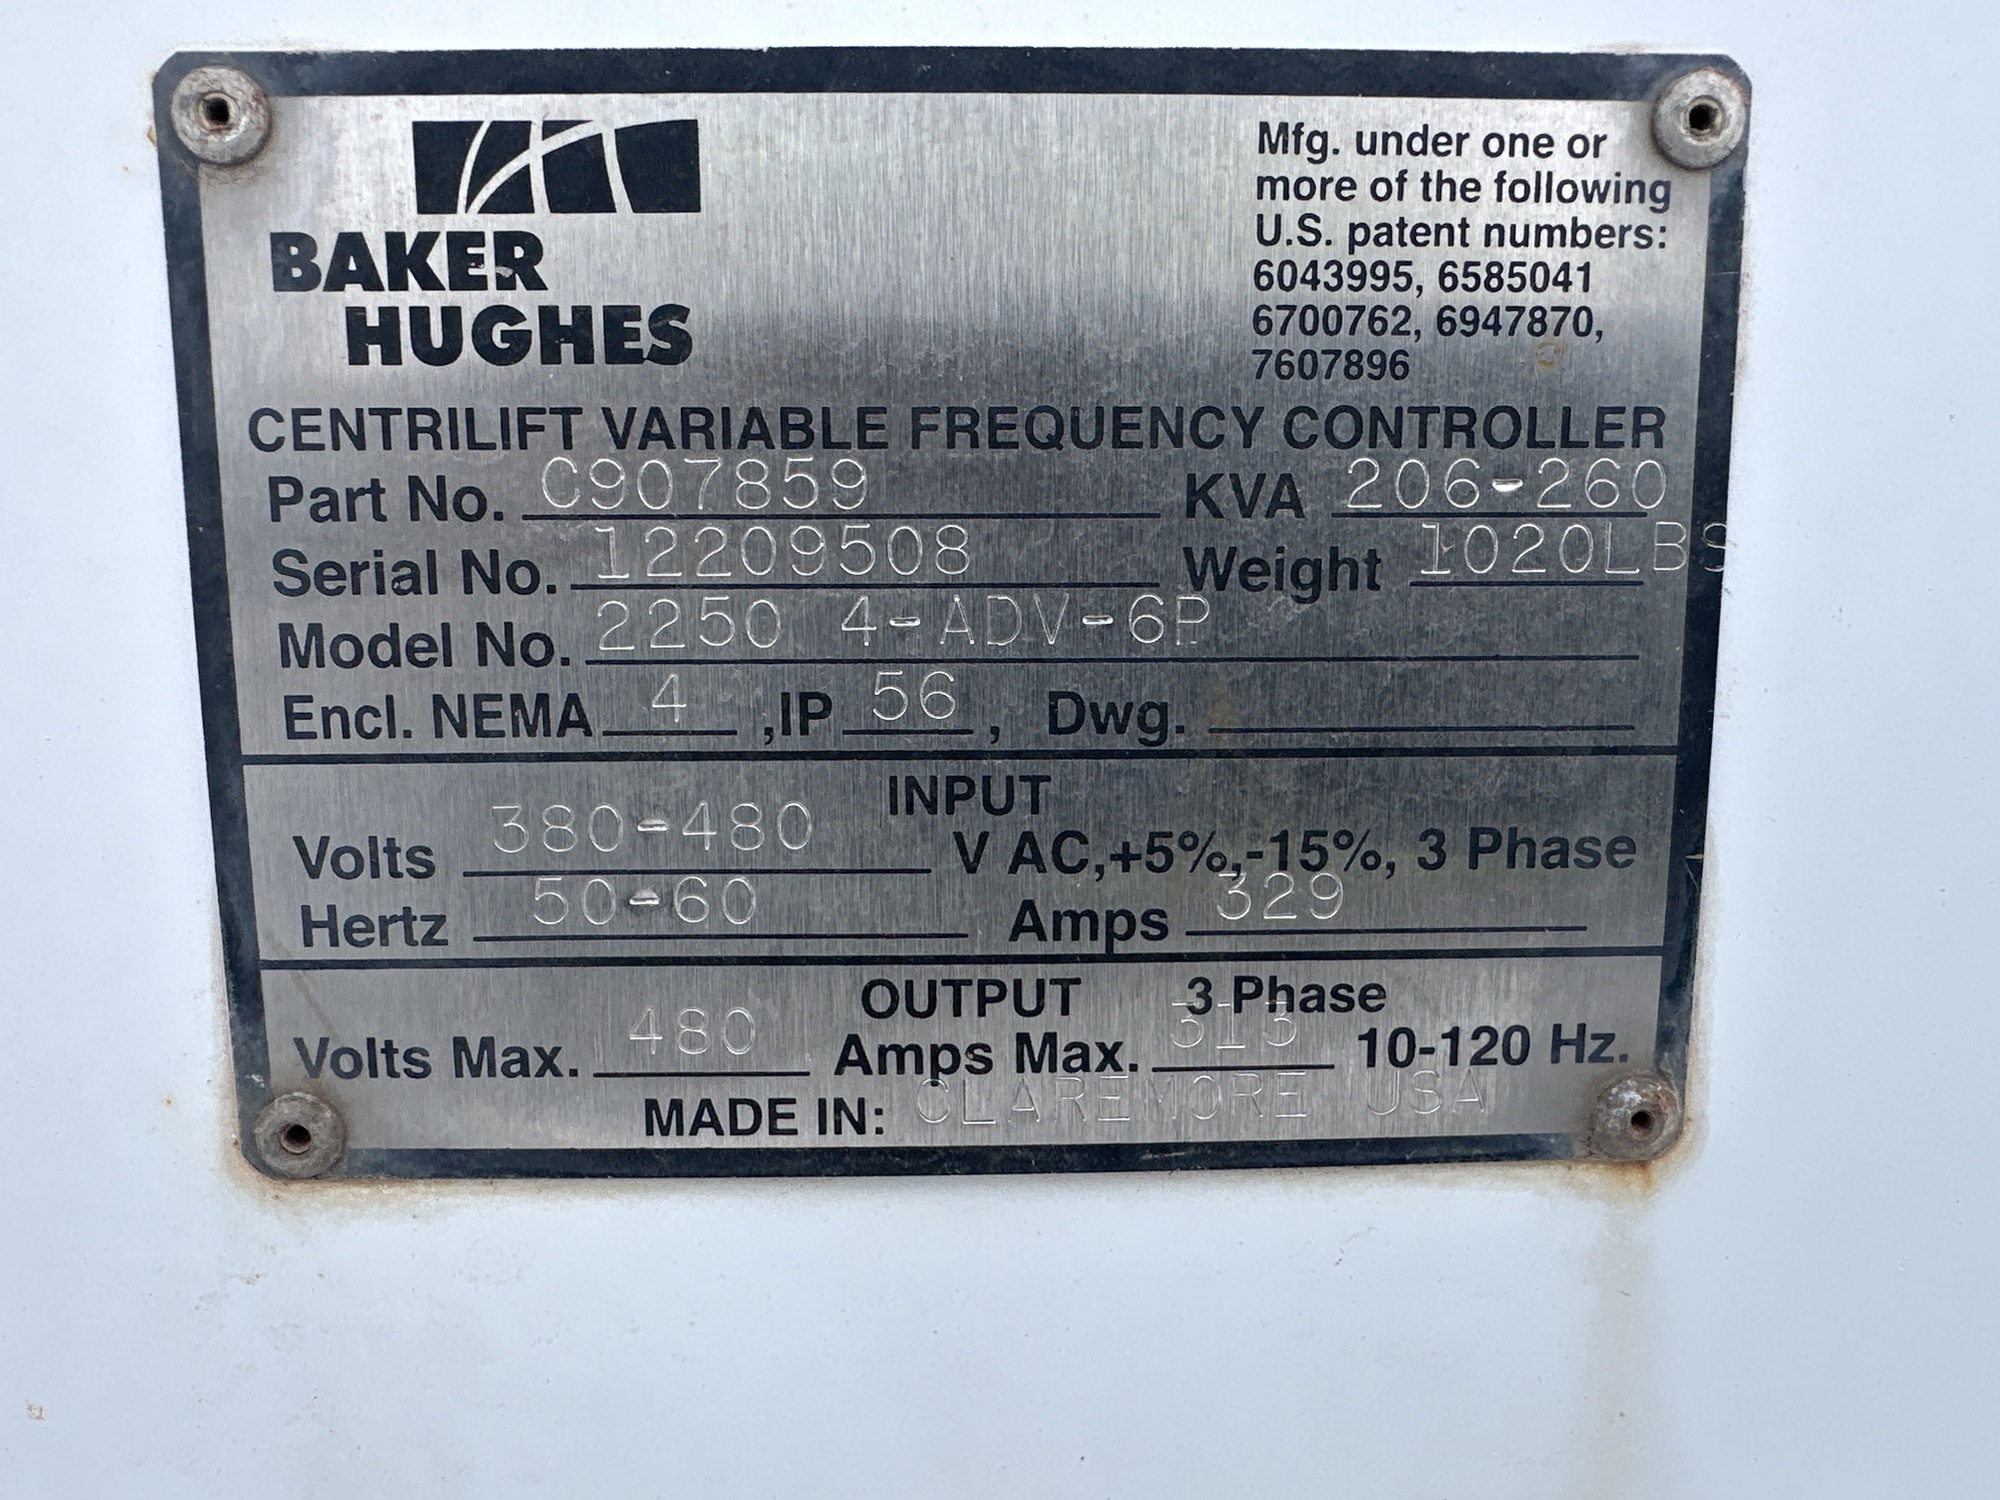 BAKER
HUGHES
Mfg. under one or
more of the following
U.S. patent numbers:
6043995, 6585041
6700762, 6947870,
7607896
CENTRILIFT VARIABLE FREQUENCY CONTROLLER
Part No. C907859 KVA 206-260
Serial No. 12209508 Weight 1020LBS
Model No. 2250 4-ADV-6P
Encl. NEMA 4 ,IP 56 , Dwg.
INPUT
Volts 380-480 V AC,+5%,-15%, 3 Phase
Hertz 50-60 Amps 329
OUTPUT 3 Phase
Volts Max. 480 Amps Max. 313 10-120 Hz.
MADE IN: CLAREMORE USA